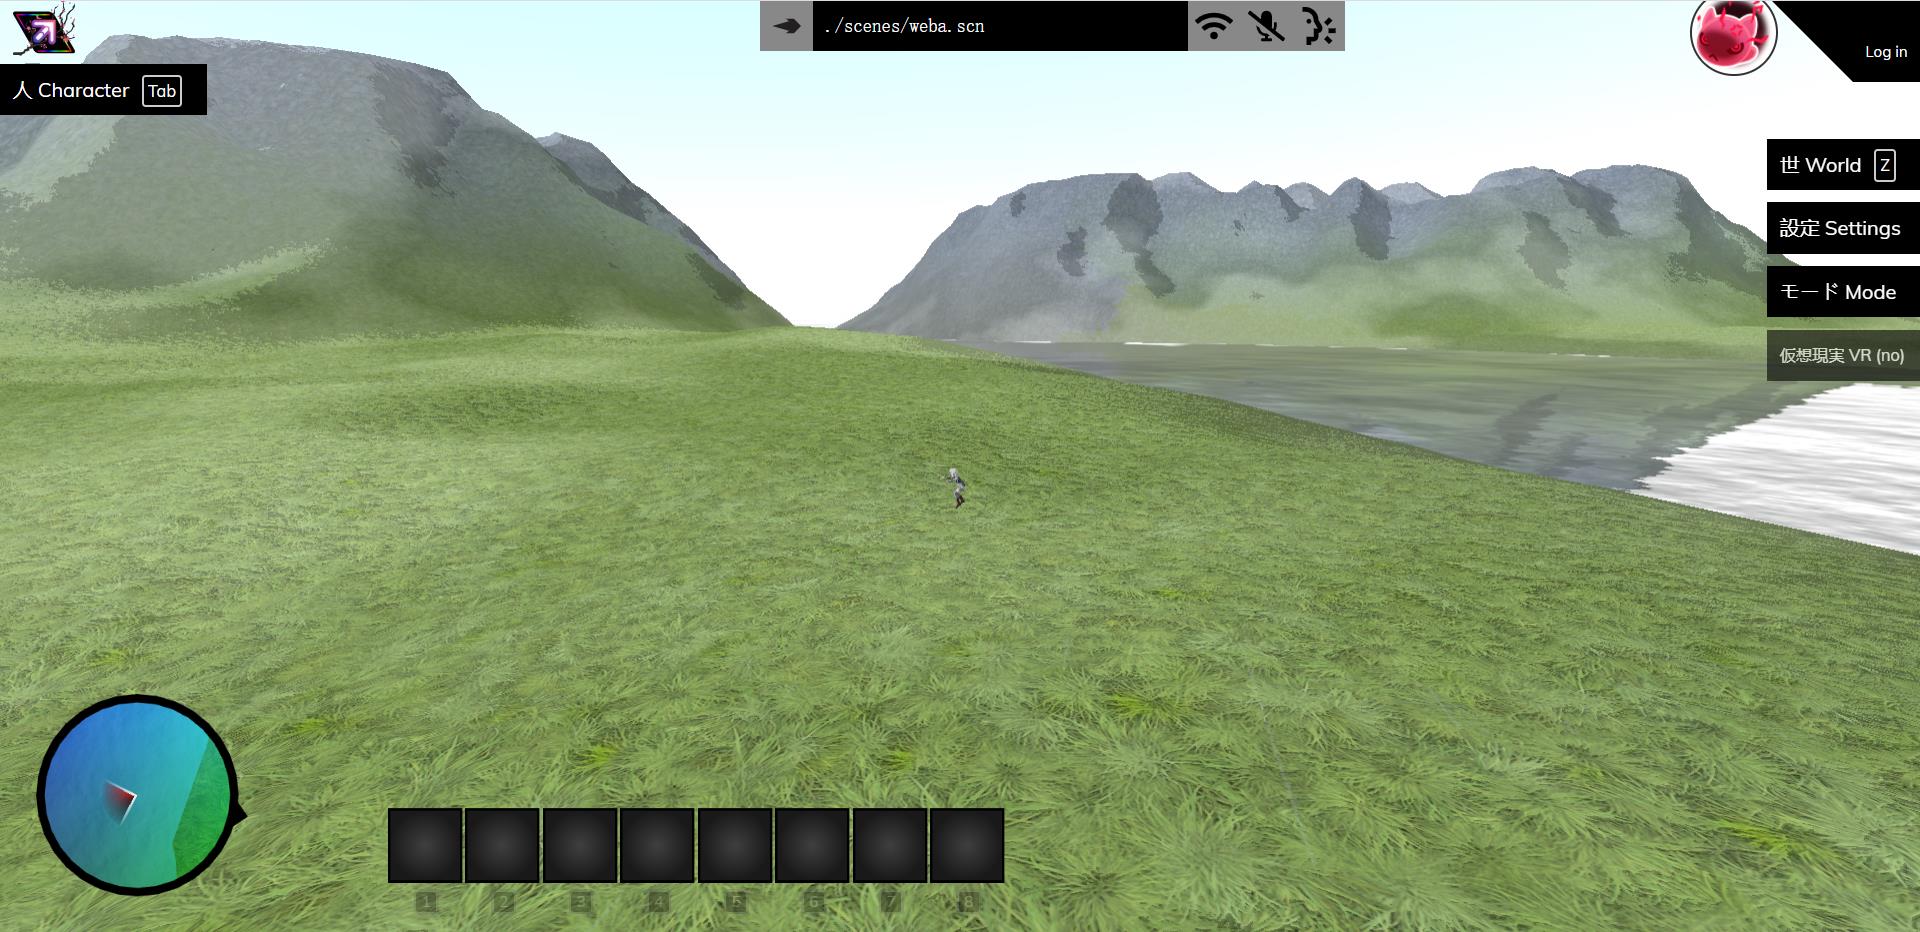 ./scenes/weba.scn
Log in
人 Character Tab
世 World Z
設定 Settings
モード Mode
仮想現実 VR (no)
1 2 3 4 5 6 7 8